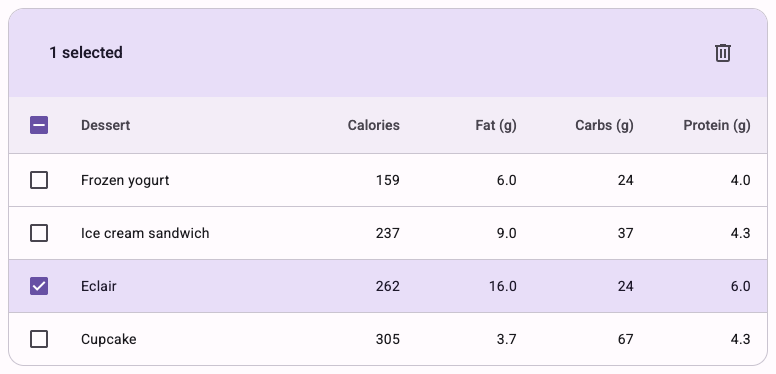 1 selected
Dessert Calories Fat (g) Carbs (g) Protein (g)
Frozen yogurt 159 6.0 24 4.0
Ice cream sandwich 237 9.0 37 4.3
Eclair 262 16.0 24 6.0
Cupcake 305 3.7 67 4.3